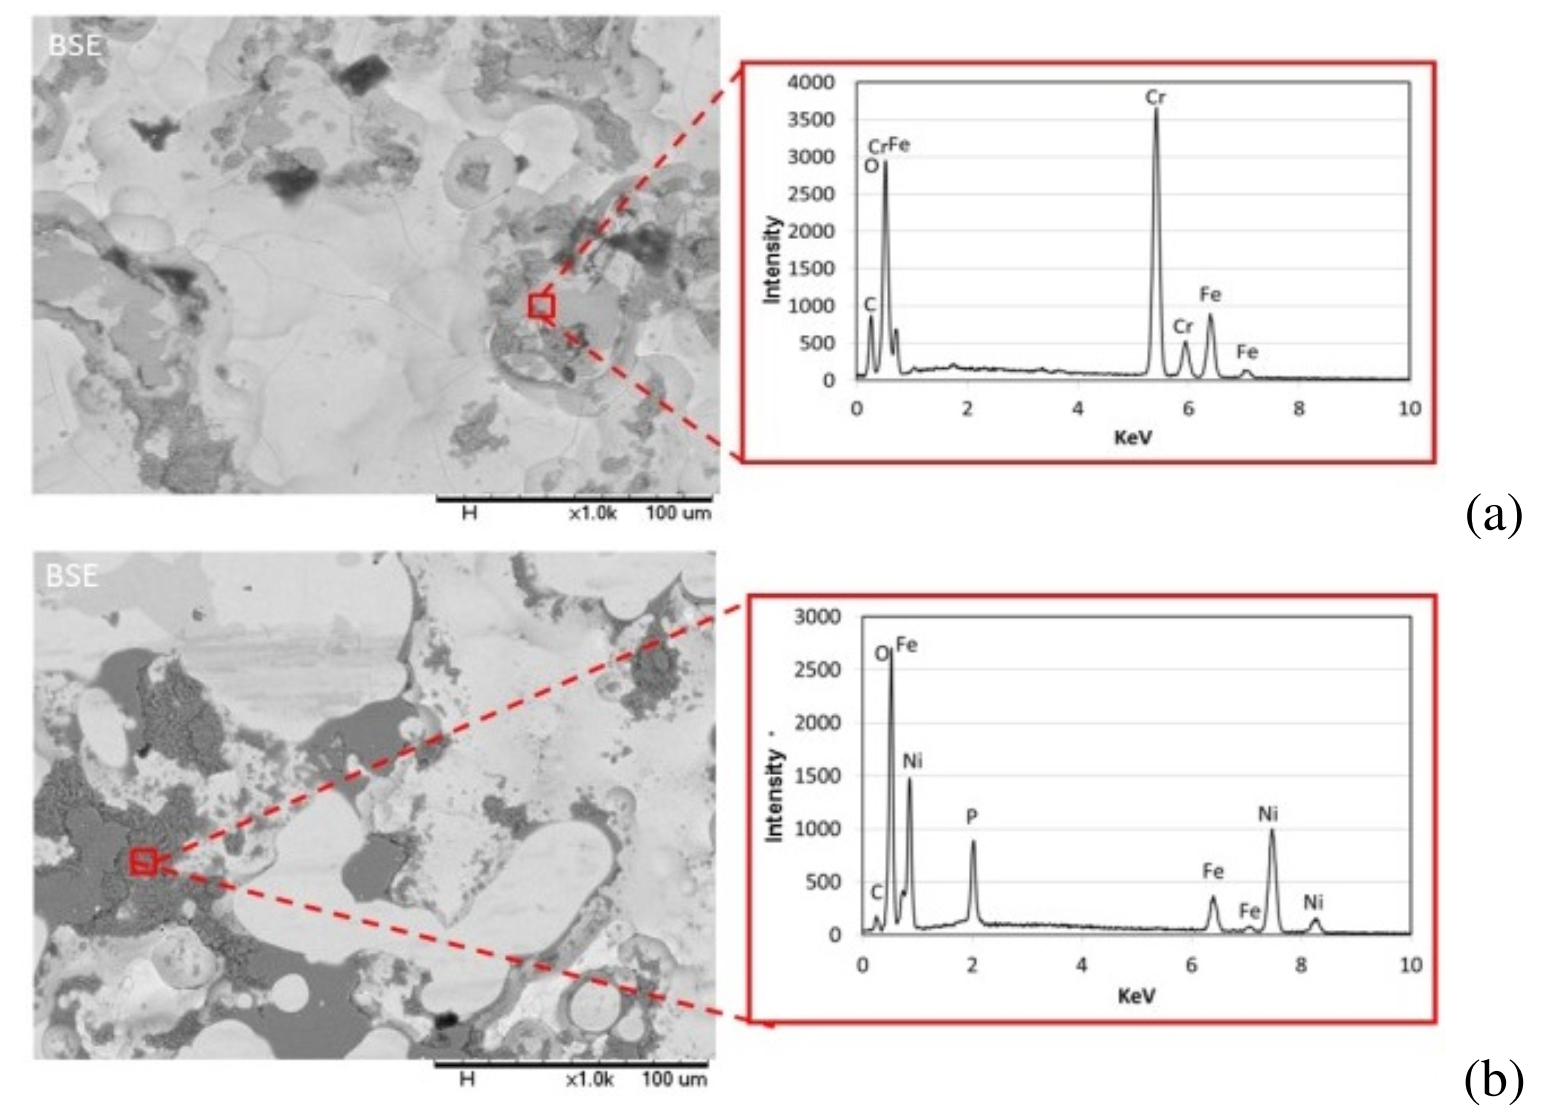 BSE
4000
3500
3000
2500
2000
1500
1000
500
0
Intensity
Cr
CrFe
O
C
Cr
Fe
Fe
0 2 4 6 8 10
KeV
H x1.0k 100 um
(a)
BSE
3000
2500
2000
1500
1000
500
0
Intensity
O Fe
Ni
C
P
Fe
Fe
Ni
Ni
0 2 4 6 8 10
KeV
H x1.0k 100 um
(b)